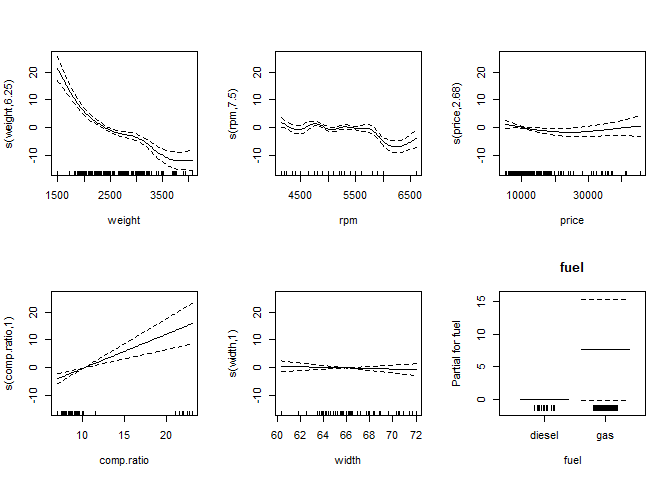 s(weight,6.25)
20
10
0
-10
1500
2500
3500
weight
s(rpm,7.5)
20
10
0
-10
4500
5500
6500
rpm
s(price,2.68)
20
10
0
-10
10000
30000
price
s(comp.ratio,1)
20
10
0
-10
10
15
20
comp.ratio
s(width,1)
20
10
0
-10
60
62
64
66
68
70
72
width
fuel
Partial for fuel
15
10
5
0
diesel
gas
fuel